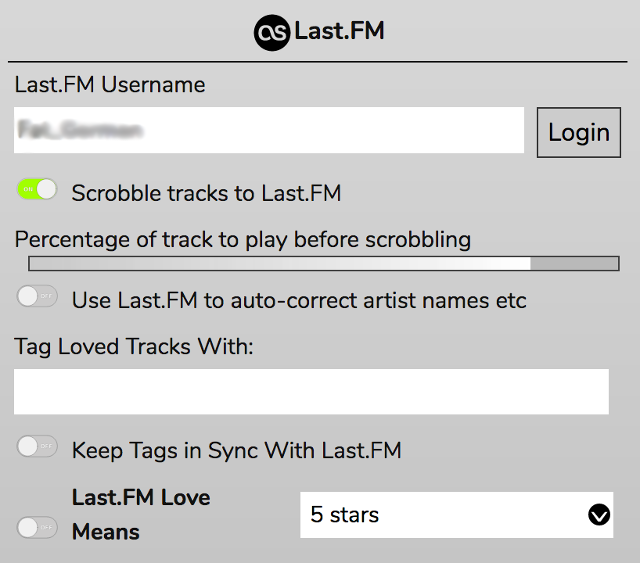 Last.FM
Last.FM Username
Login
ON
Scrobble tracks to Last.FM
Percentage of track to play before scrobbling
OFF
Use Last.FM to auto-correct artist names etc
Tag Loved Tracks With:
OFF
Keep Tags in Sync With Last.FM
Last.FM Love
Means
OFF
5 stars